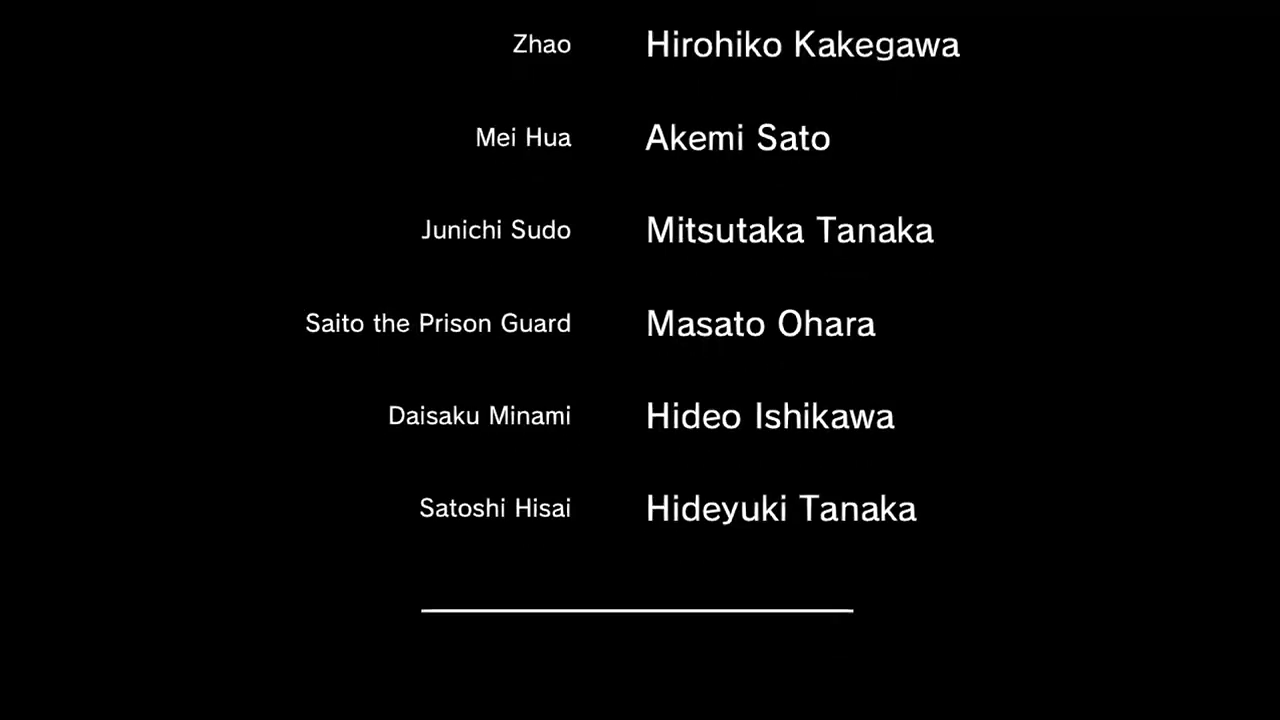 Zhao Hirohiko Kakegawa
Mei Hua Akemi Sato
Junichi Sudo Mitsutaka Tanaka
Saito the Prison Guard Masato Ohara
Daisaku Minami Hideo Ishikawa
Satoshi Hisai Hideyuki Tanaka